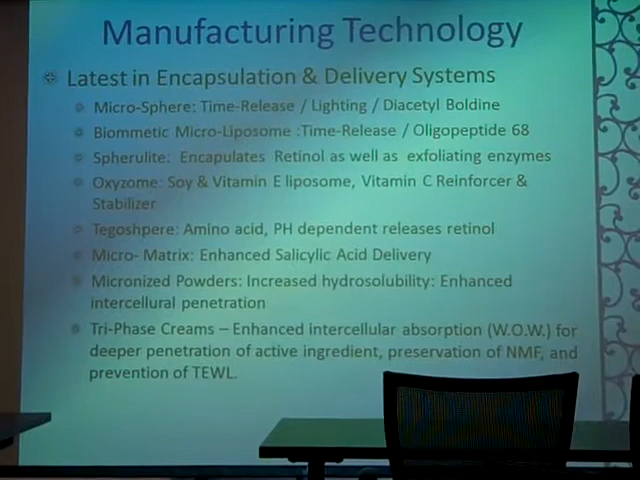 Manufacturing Technology
Latest in Encapsulation & Delivery Systems
Micro-Sphere: Time-Release / Lighting / Diacetyl Boldine
Biommetic Micro-Liposome :Time-Release / Oligopeptide 68
Spherulite: Encapsulates Retinol as well as exfoliating enzymes
Oxyzome: Soy & Vitamin E liposome, Vitamin C Reinforcer &
Stabilizer
Tegoshpere: Amino acid, PH dependent releases retinol
Micro- Matrix: Enhanced Salicylic Acid Delivery
Micronized Powders: Increased hydrosolubility: Enhanced
intercellural penetration
Tri-Phase Creams – Enhanced intercellular absorption (W.O.W.) for
deeper penetration of active ingredient, preservation of NMF, and
prevention of TEWL.